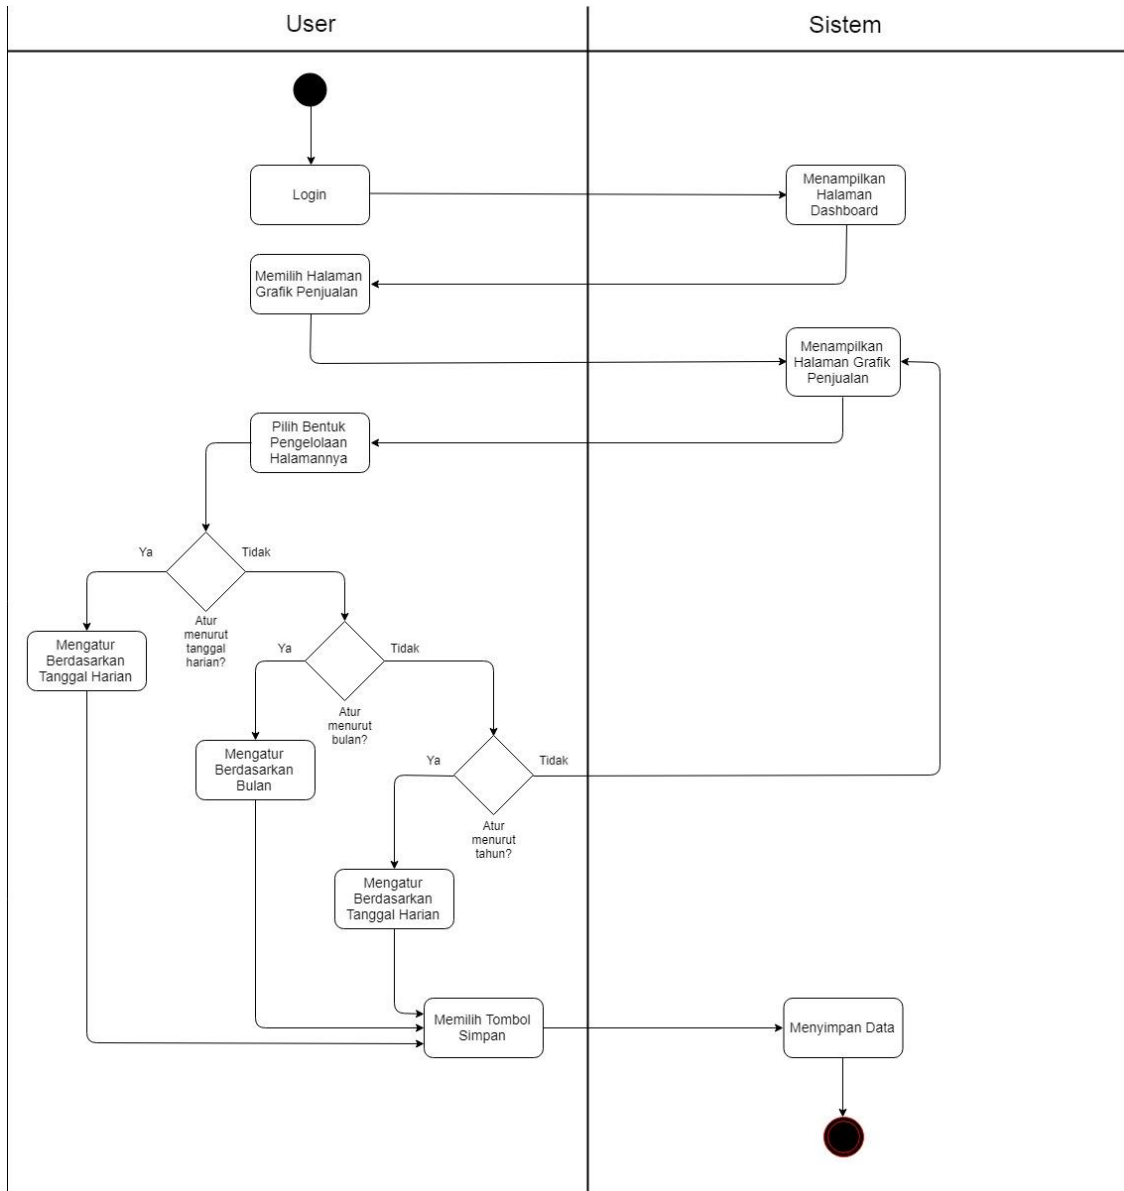 User
Sistem
Login
Menampilkan
Halaman
Dashboard
Memilih Halaman
Grafik Penjualan
Menampilkan
Halaman Grafik
Penjualan
Pilih Bentuk
Pengelolaan
Halamannya
Ya
Tidak
Atur
menurut
tanggal
harian?
Mengatur
Berdasarkan
Tanggal Harian
Ya
Tidak
Atur
menurut
bulan?
Mengatur
Berdasarkan
Bulan
Ya
Tidak
Atur
menurut
tahun?
Mengatur
Berdasarkan
Tanggal Harian
Memilih Tombol
Simpan
Menyimpan Data